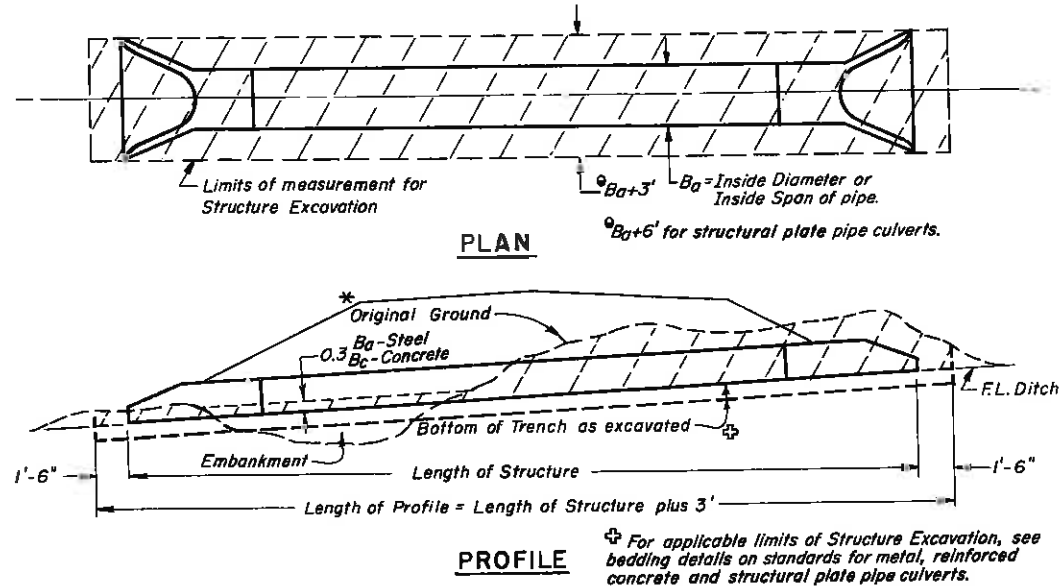 Limits of measurement for
Structure Excavation
ϴBa+3'
Ba = Inside Diameter or
Inside Span of pipe.
ϴBa+6' for structural plate pipe culverts.
PLAN
*
Original Ground
0.3 Ba-Steel
Bc-Concrete
F.L. Ditch
Bottom of Trench as excavated ✚
Embankment
1'-6"
Length of Structure
1'-6"
Length of Profile = Length of Structure plus 3'
✚ For applicable limits of Structure Excavation, see
bedding details on standards for metal, reinforced
concrete and structural plate pipe culverts.
PROFILE